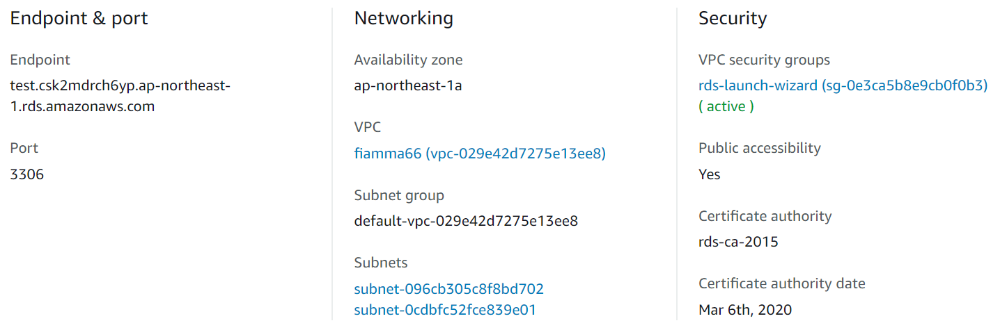 Endpoint & port
Endpoint
test.csk2mdrch6yp.ap-northeast-
1.rds.amazonaws.com
Port
3306
Networking
Availability zone
ap-northeast-1a
VPC
fiamma66 (vpc-029e42d7275e13ee8)
Subnet group
default-vpc-029e42d7275e13ee8
Subnets
subnet-096cb305c8f8bd702
subnet-0cdbfc52fce839e01
Security
VPC security groups
rds-launch-wizard (sg-0e3ca5b8e9cb0f0b3)
( active )
Public accessibility
Yes
Certificate authority
rds-ca-2015
Certificate authority date
Mar 6th, 2020